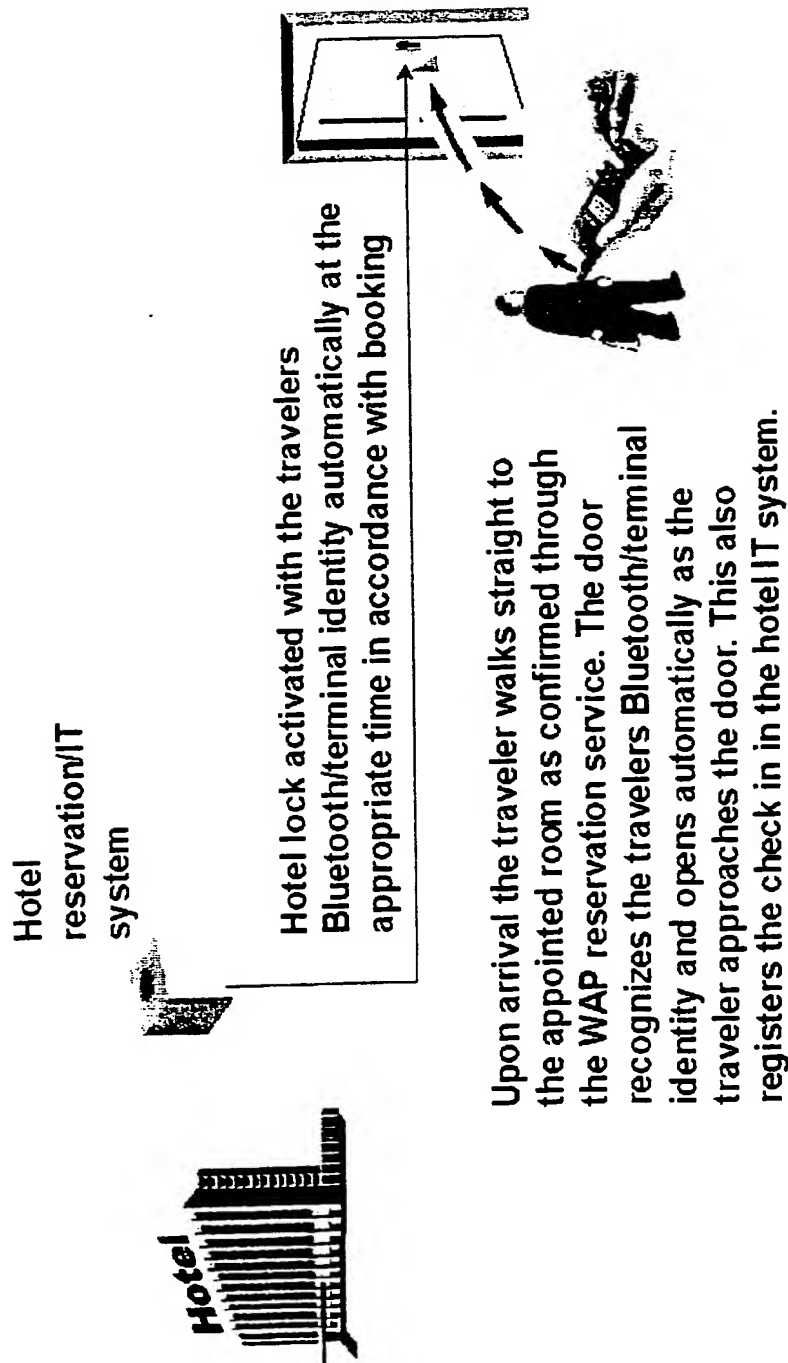 Hotel
Hotel
reservation/IT
system
Hotel lock activated with the travelers
Bluetooth/terminal identity automatically at the
appropriate time in accordance with booking
Upon arrival the traveler walks straight to
the appointed room as confirmed through
the WAP reservation service. The door
recognizes the travelers Bluetooth/terminal
identity and opens automatically as the
traveler approaches the door. This also
registers the check in in the hotel IT system.